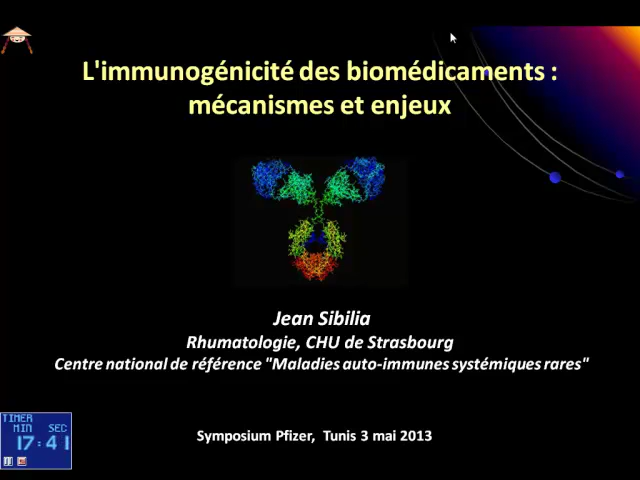 L'immunogénicité des biomédicaments :
mécanismes et enjeux
Jean Sibilia
Rhumatologie, CHU de Strasbourg
Centre national de référence "Maladies auto-immunes systémiques rares"
Symposium Pfizer, Tunis 3 mai 2013
TIMER
MIN SEC
17:41